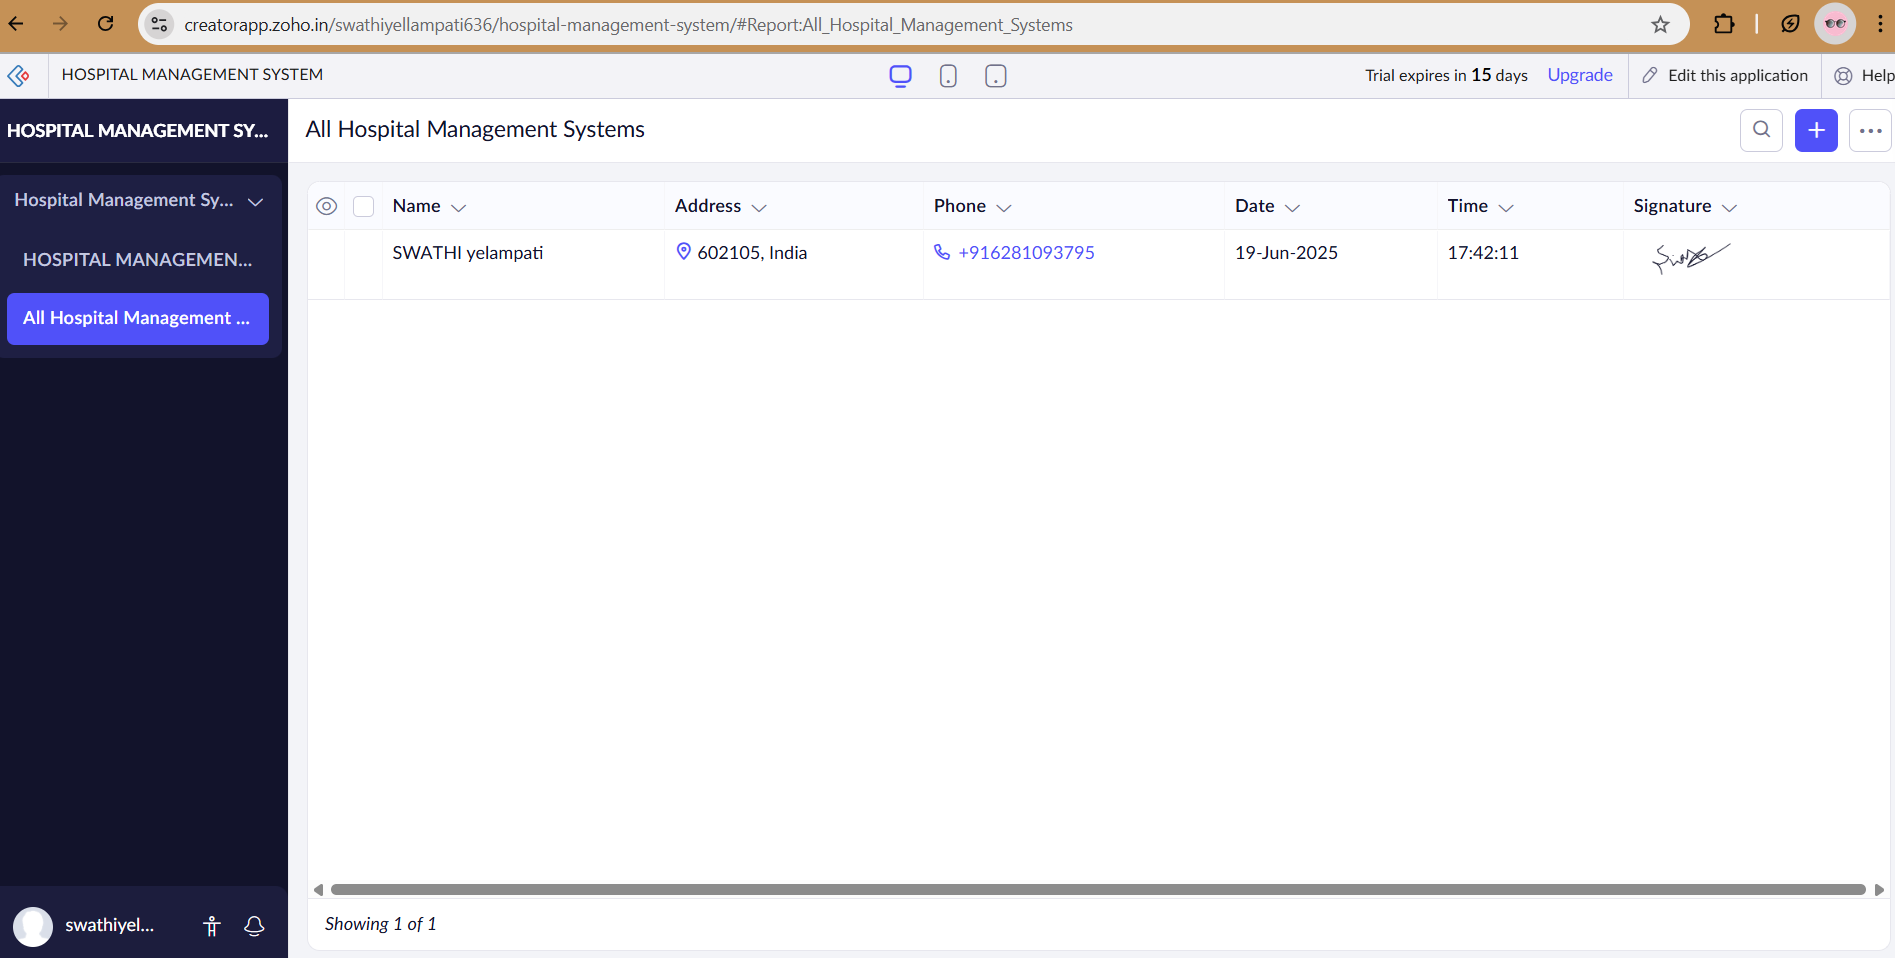 creatorapp.zoho.in/swathiyellampati636/hospital-management-system/#Report:All_Hospital_Management_Systems
HOSPITAL MANAGEMENT SYSTEM
Trial expires in 15 days Upgrade Edit this application Help
HOSPITAL MANAGEMENT SY...
All Hospital Management Systems
Hospital Management Sy...
HOSPITAL MANAGEMEN...
All Hospital Management ...
Name Address Phone Date Time Signature
SWATHI yelampati 602105, India +916281093795 19-Jun-2025 17:42:11
Showing 1 of 1
swathiyel...